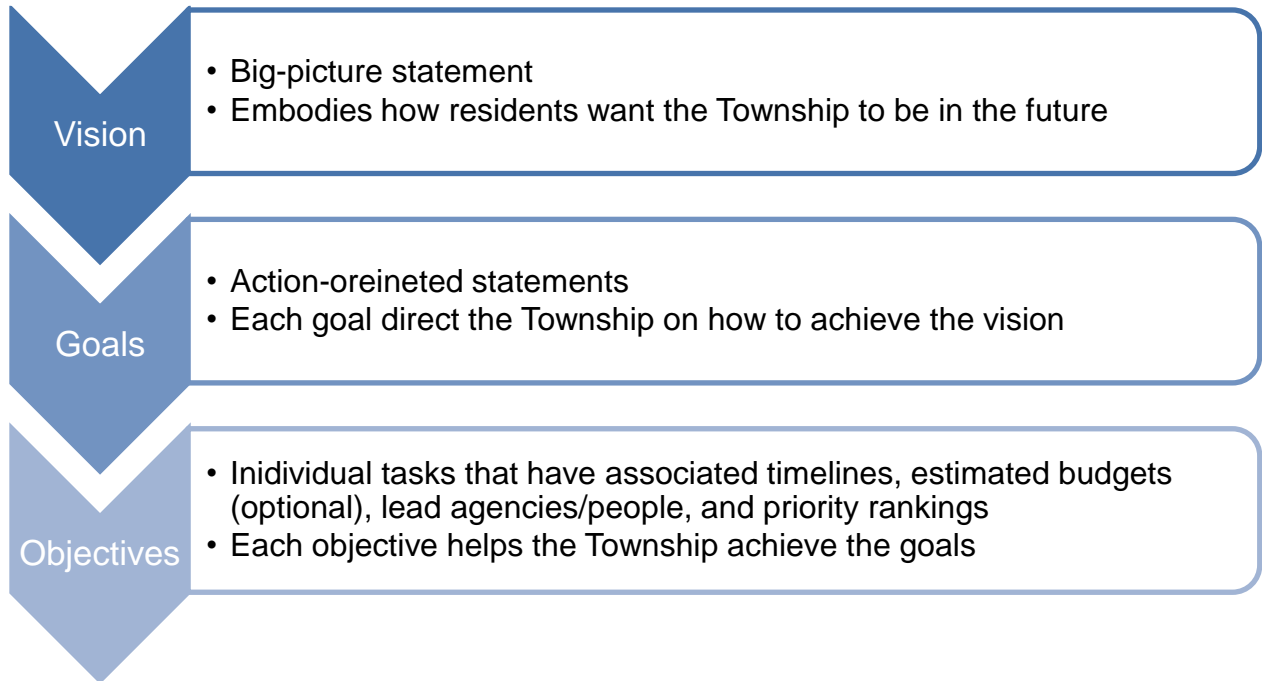 Vision
• Big-picture statement
• Embodies how residents want the Township to be in the future
Goals
• Action-oreineted statements
• Each goal direct the Township on how to achieve the vision
Objectives
• Inidividual tasks that have associated timelines, estimated budgets
(optional), lead agencies/people, and priority rankings
• Each objective helps the Township achieve the goals